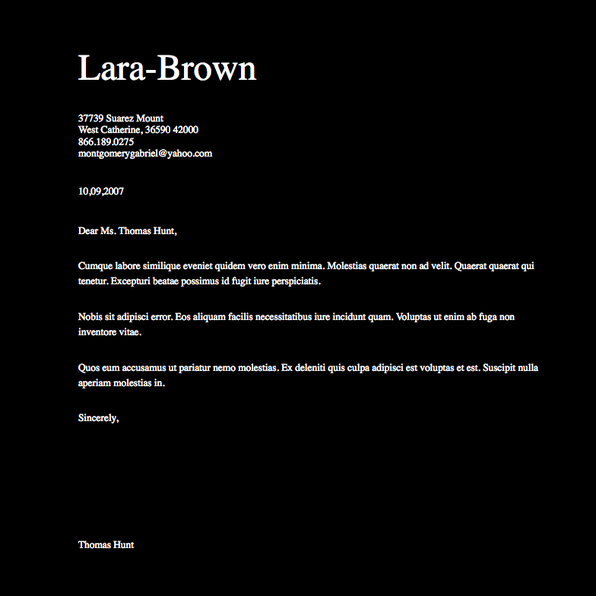 Lara-Brown
37739 Suarez Mount
West Catherine, 36590 42000
866.189.0275
montgomerygabriel@yahoo.com
10,09,2007
Dear Ms. Thomas Hunt,
Cumque labore similique eveniet quidem vero enim minima. Molestias quaerat non ad velit. Quaerat quaerat qui
tenetur. Excepturi beatae possimus id fugit iure perspiciatis.
Nobis sit adipisci error. Eos aliquam facilis necessitatibus iure incidunt quam. Voluptas ut enim ab fuga non
inventore vitae.
Quos eum accusamus ut pariatur nemo molestias. Ex deleniti quis culpa adipisci est voluptas et est. Suscipit nulla
aperiam molestias in.
Sincerely,
Thomas Hunt